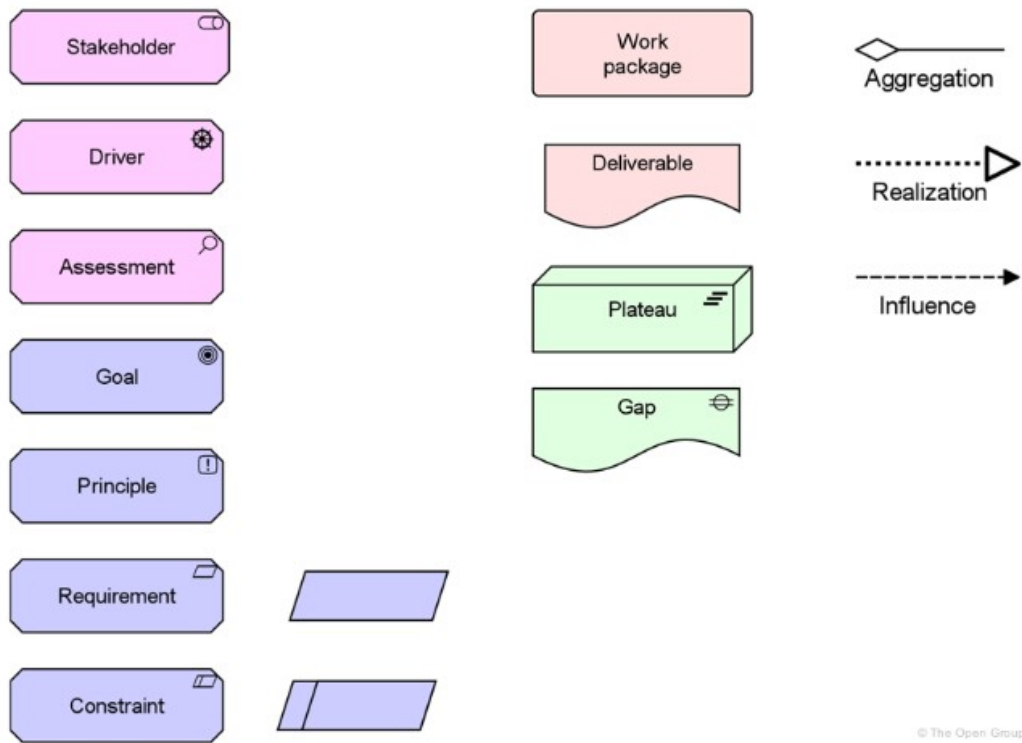 Stakeholder
Driver
Assessment
Goal
Principle
Requirement
Constraint
Work
package
Deliverable
Plateau
Gap
Aggregation
Realization
Influence
© The Open Group